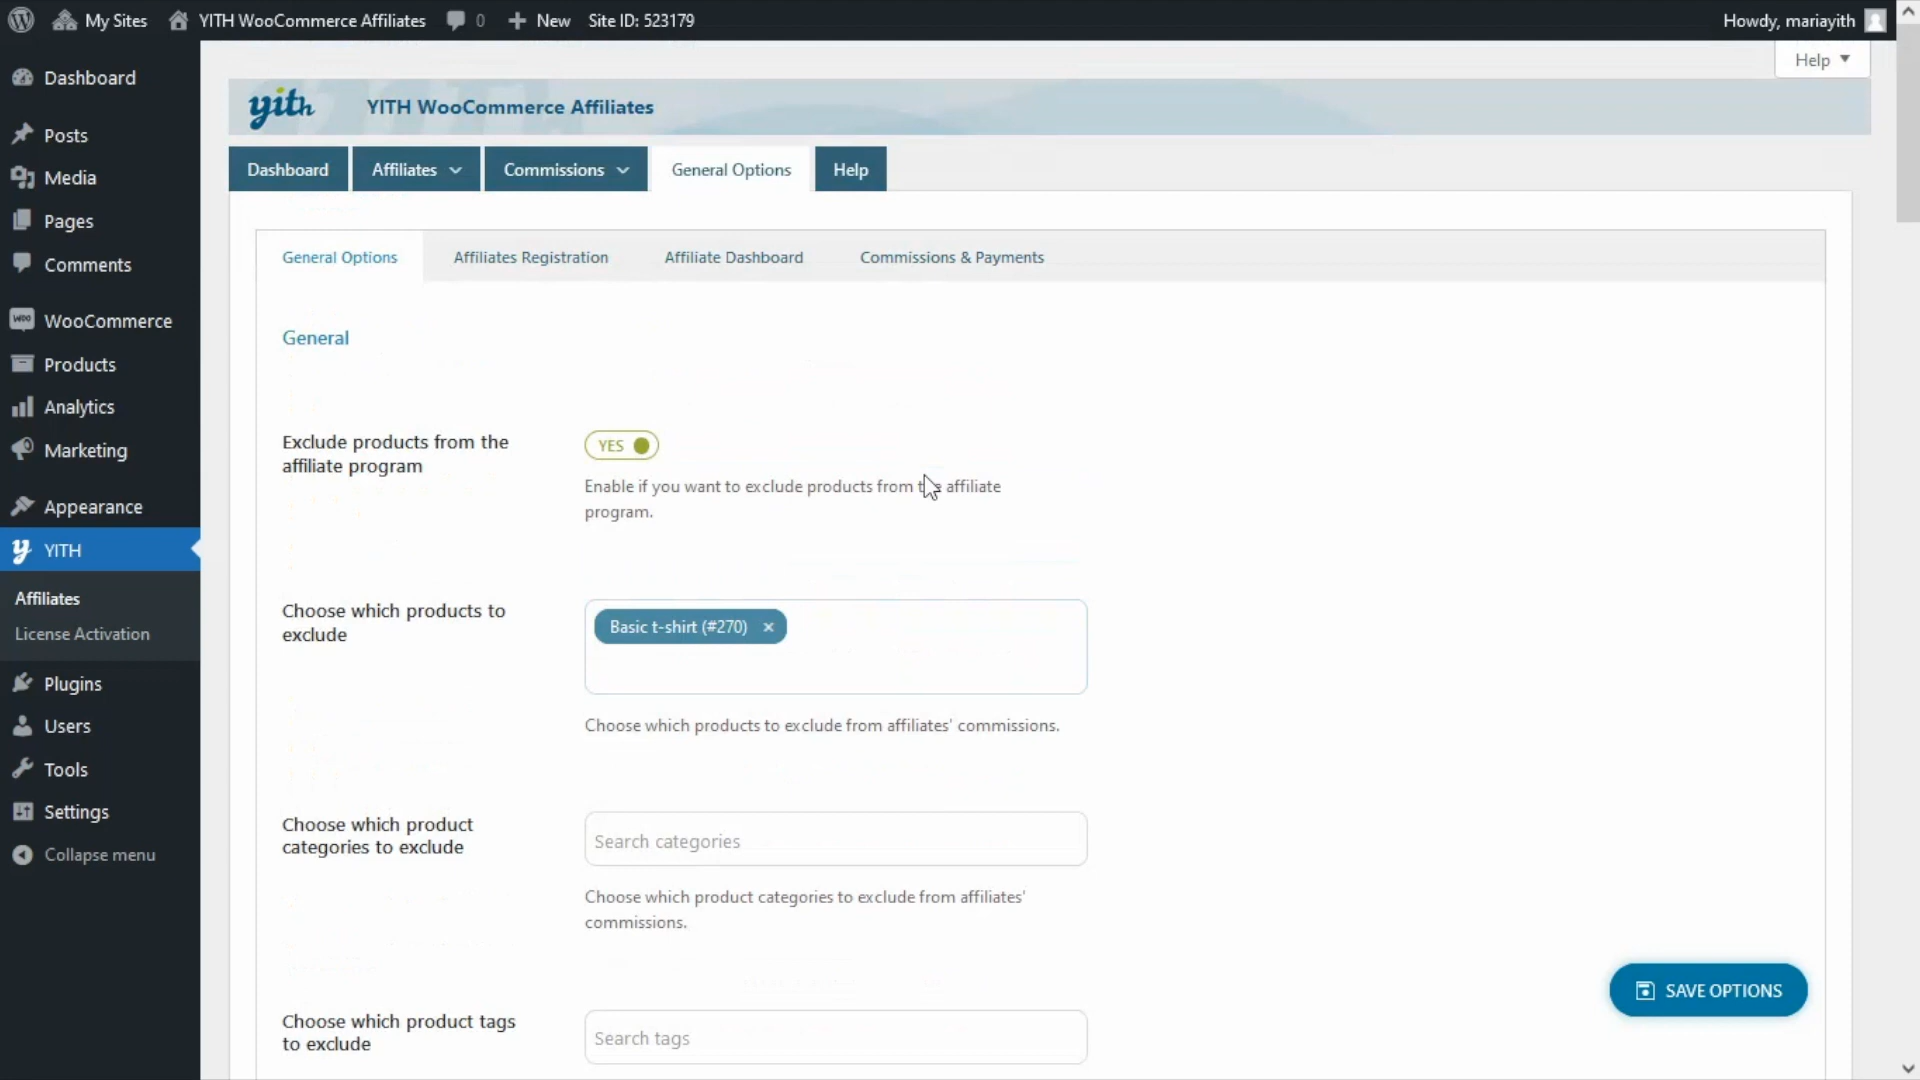 My Sites YITH WooCommerce Affiliates 0 New Site ID: 523179 Howdy, mariayith
Help
Dashboard
Posts
Media
Pages
Comments
WooCommerce
Products
Analytics
Marketing
Appearance
YITH
Affiliates
License Activation
Plugins
Users
Tools
Settings
Collapse menu
yith YITH WooCommerce Affiliates
Dashboard Affiliates Commissions General Options Help
General Options Affiliates Registration Affiliate Dashboard Commissions & Payments
General
Exclude products from the
affiliate program
YES
Enable if you want to exclude products from the affiliate
program.
Choose which products to
exclude
Basic t-shirt (#270) ×
Choose which products to exclude from affiliates' commissions.
Choose which product
categories to exclude
Search categories
Choose which product categories to exclude from affiliates'
commissions.
Choose which product tags
to exclude
Search tags
SAVE OPTIONS